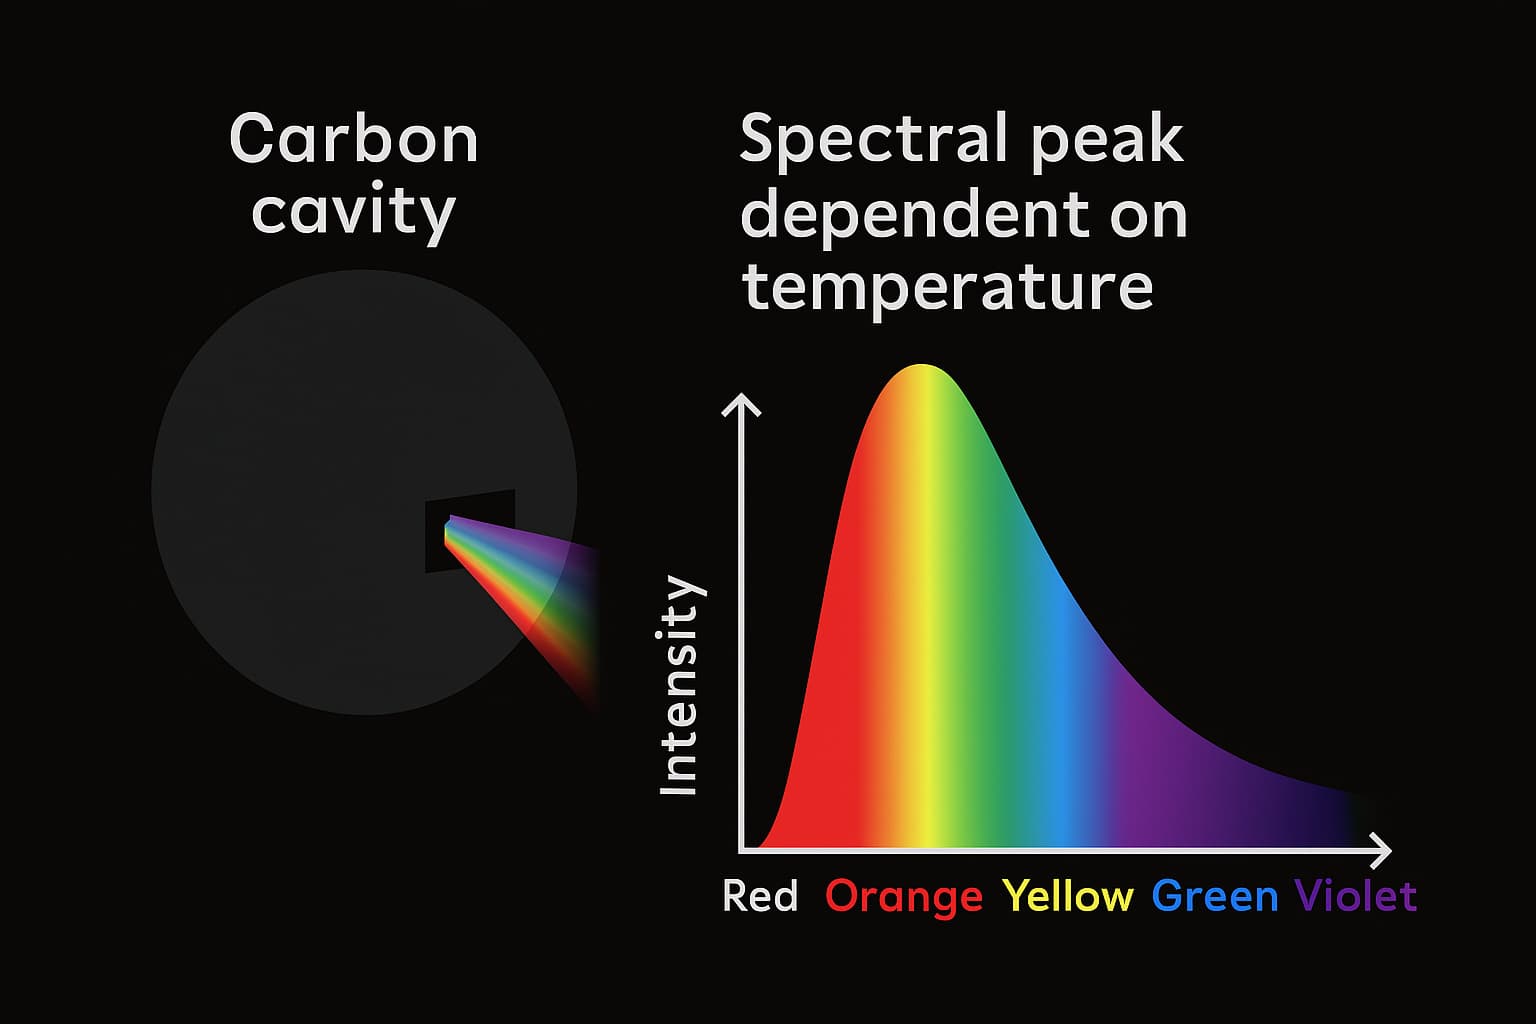 Carbon
cavity
Spectral peak
dependent on
temperature
Intensity
Red Orange Yellow Green Violet